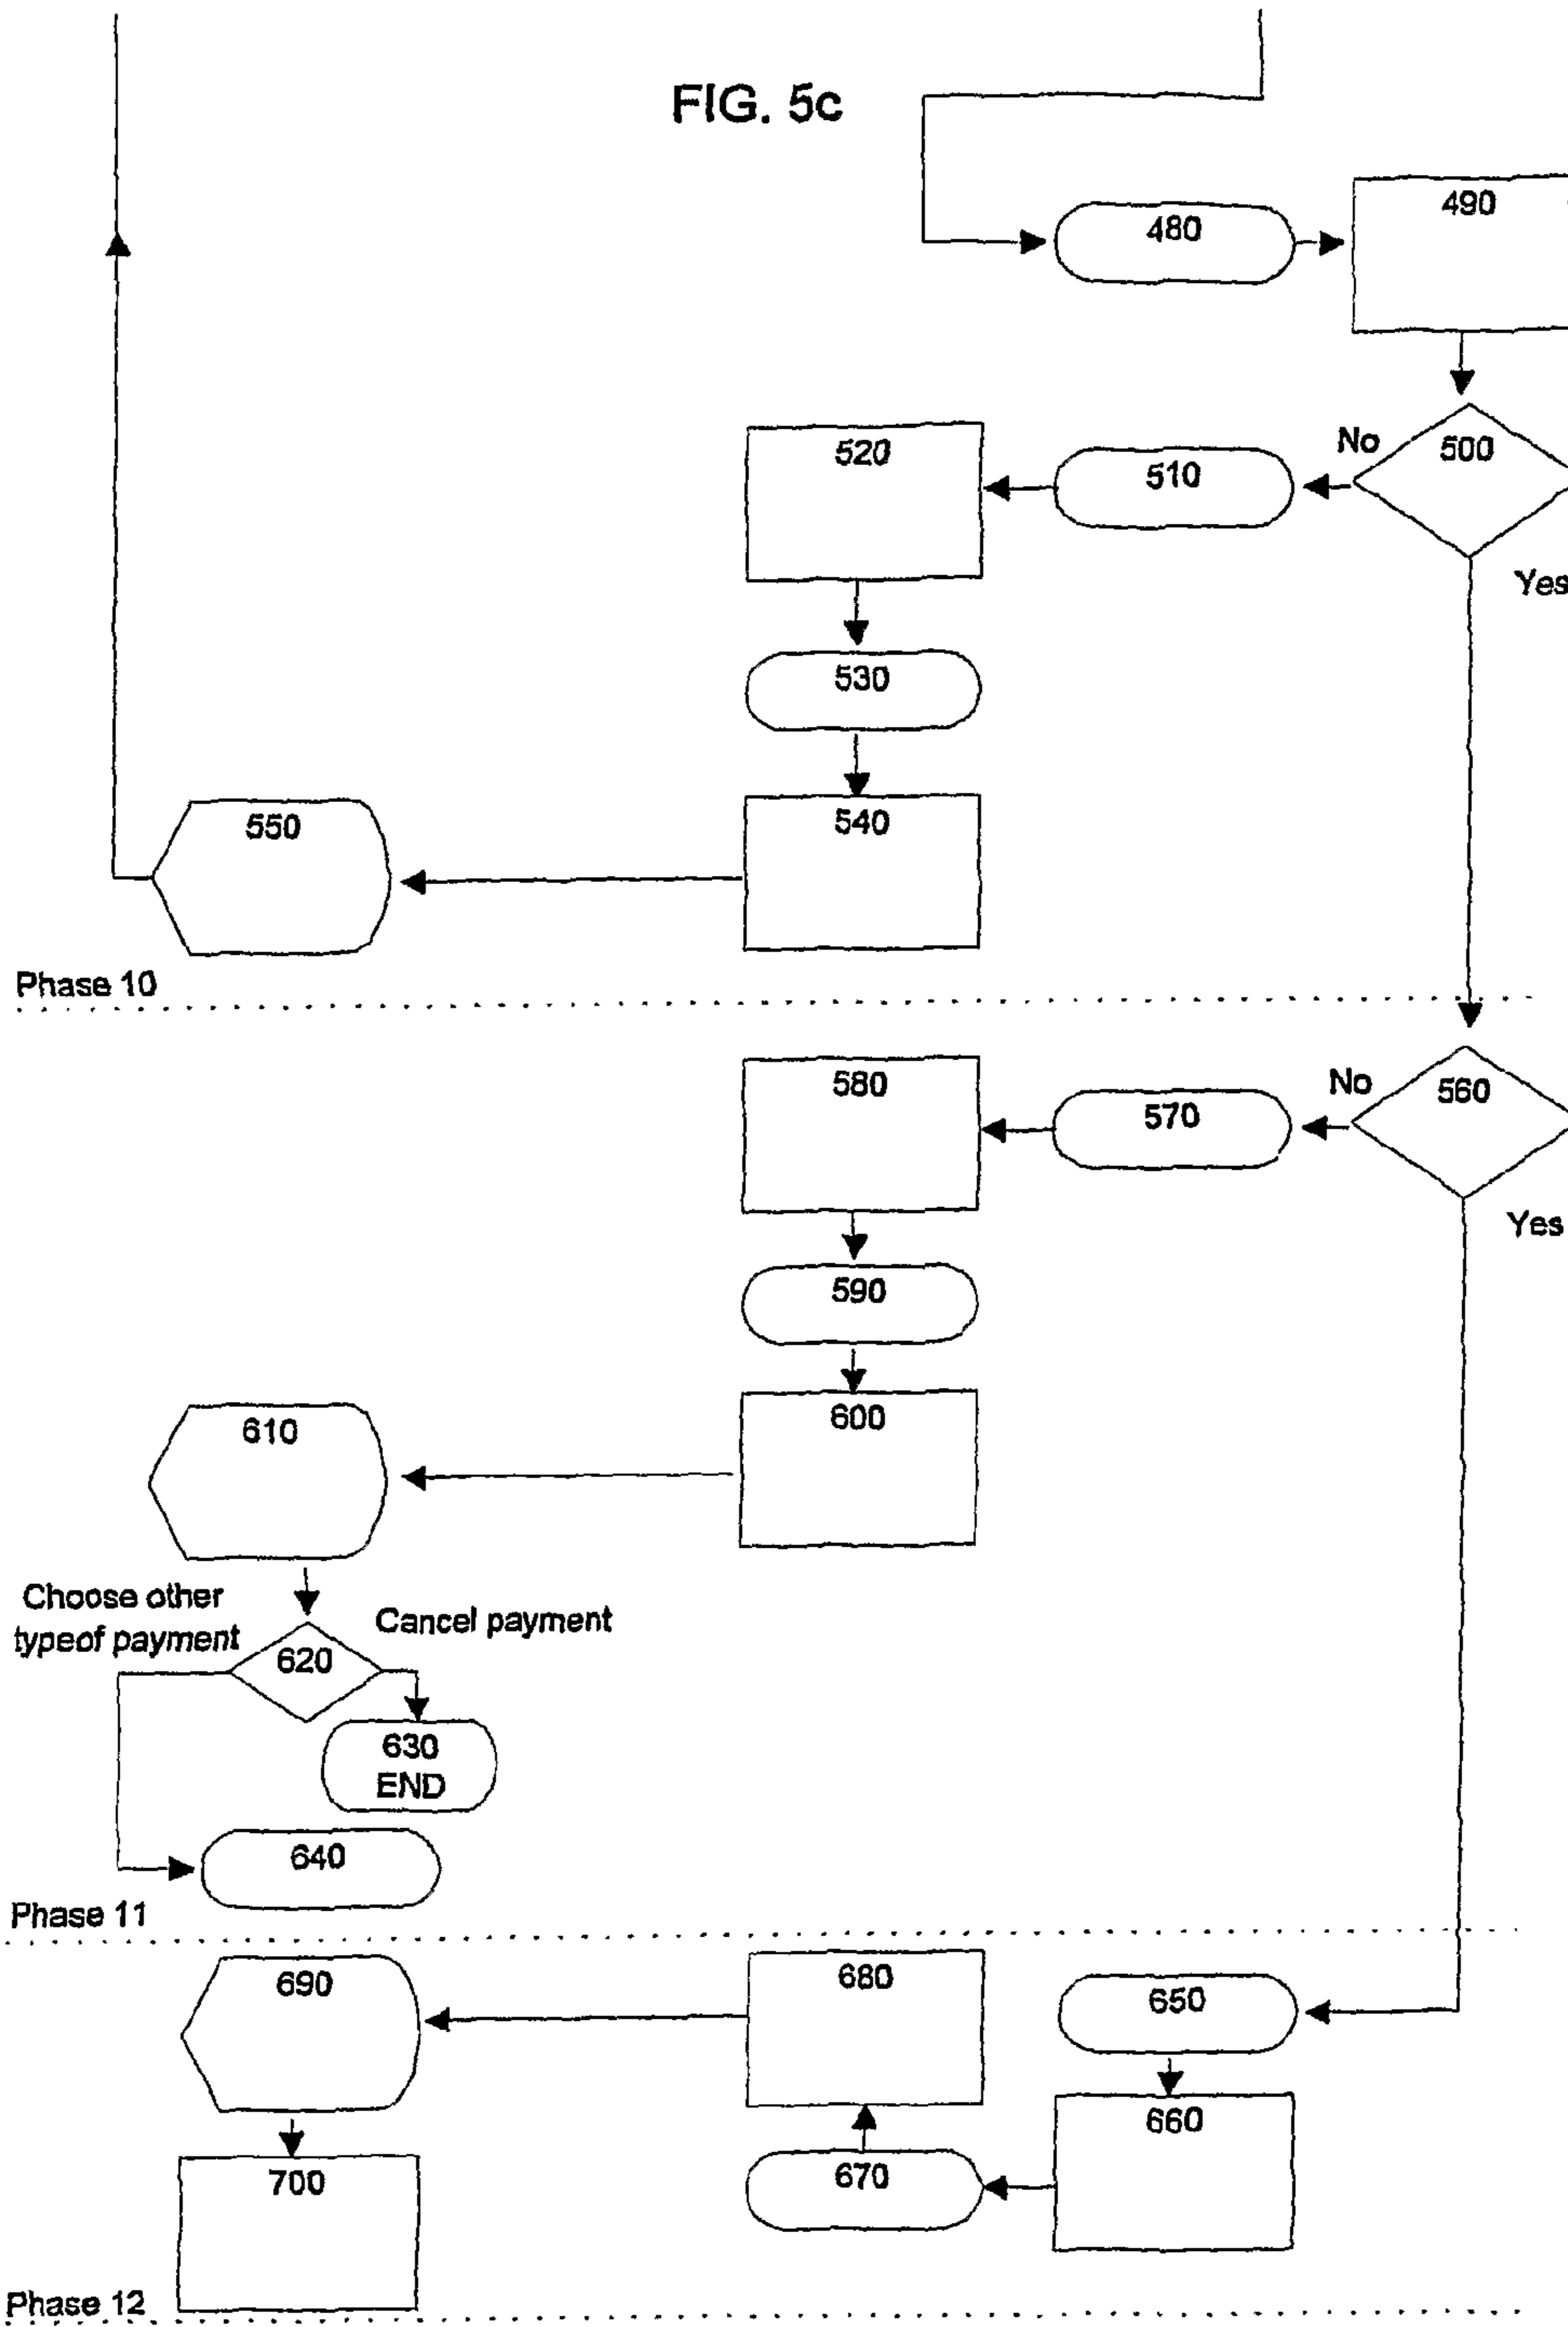 FIG. 5c
480
490
No
500
510
520
Yes
530
540
550
Phase 10
No
560
570
580
Yes
590
600
610
Choose other
typeof payment
Cancel payment
620
630
END
640
Phase 11
690
680
650
660
670
700
Phase 12